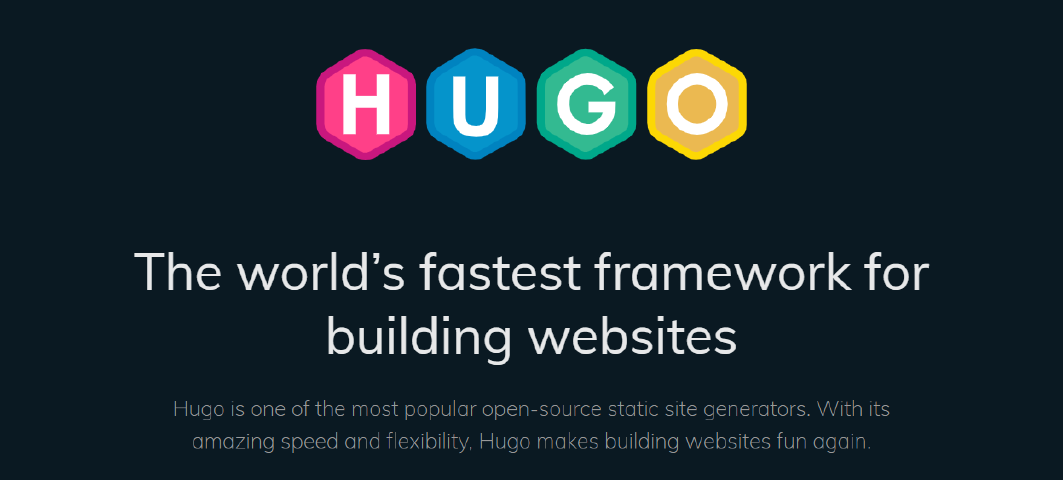 HUGO
The world’s fastest framework for
building websites
Hugo is one of the most popular open-source static site generators. With its
amazing speed and flexibility, Hugo makes building websites fun again.